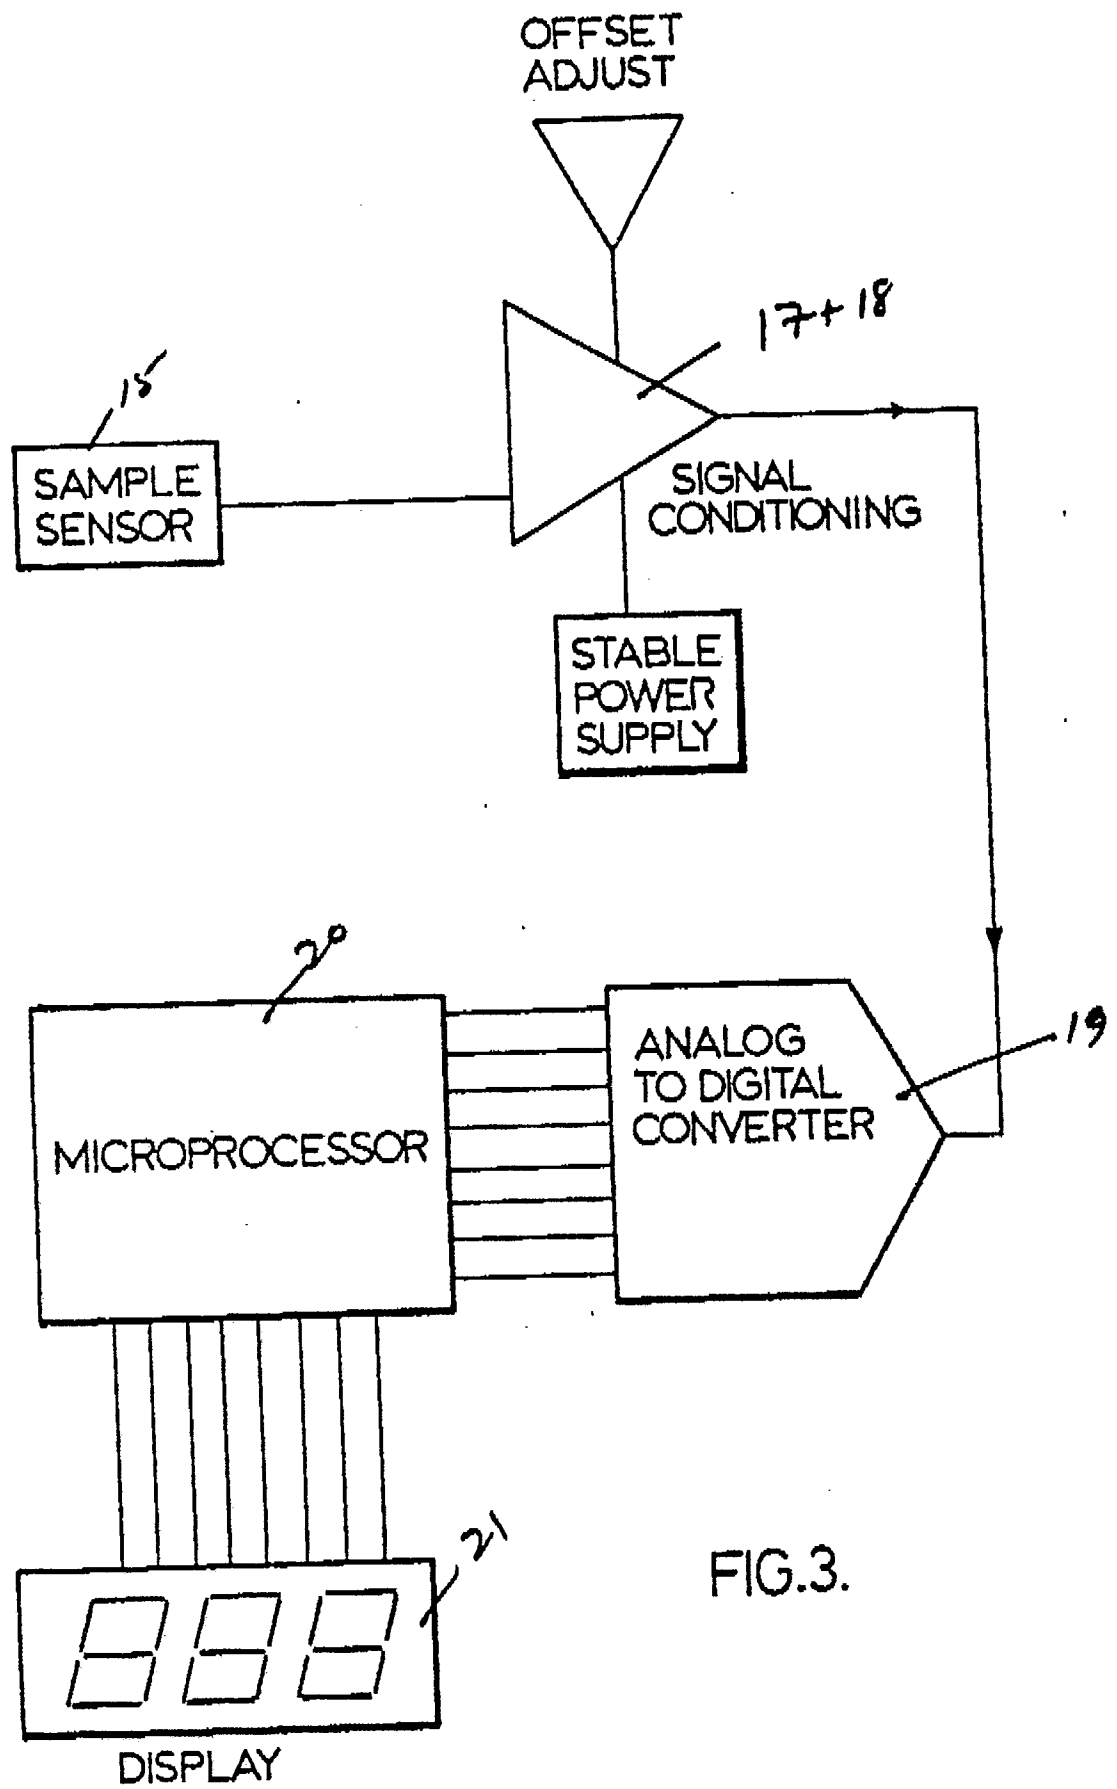 OFFSET
ADJUST
17+18
15
SAMPLE
SENSOR
SIGNAL
CONDITIONING
STABLE
POWER
SUPPLY
20
19
ANALOG
TO DIGITAL
CONVERTER
MICROPROCESSOR
21
FIG.3.
DISPLAY